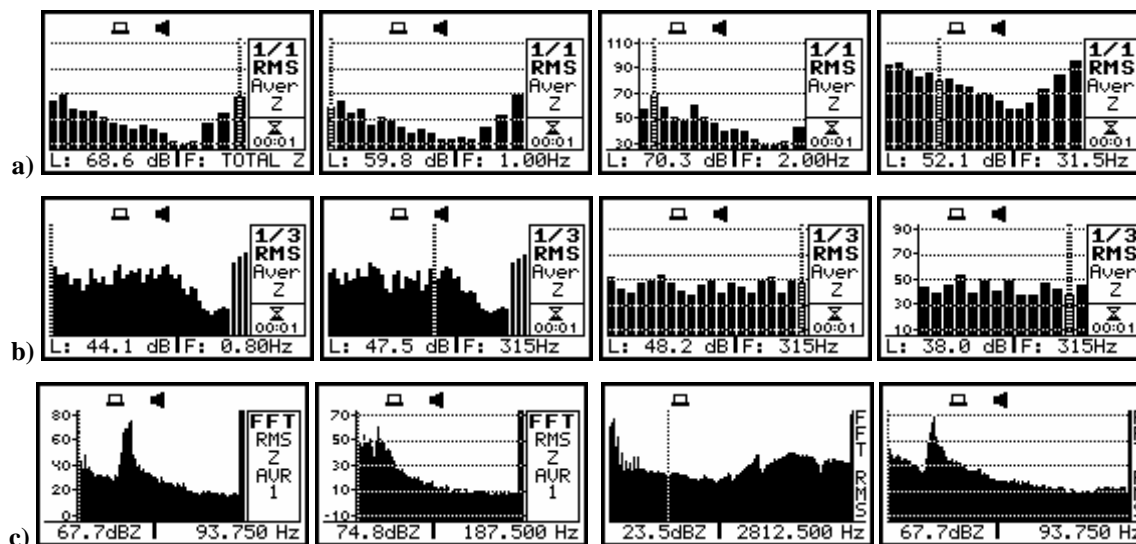 1/1
RMS
Aver
Z
00:01
L: 68.6 dB F: TOTAL Z
1/1
RMS
Aver
Z
00:01
L: 59.8 dB F: 1.00Hz
110
90
70
50
30
1/1
RMS
Aver
Z
00:01
L: 70.3 dB F: 2.00Hz
1/1
RMS
Aver
Z
00:01
L: 52.1 dB F: 31.5Hz
a)
1/3
RMS
Aver
Z
00:01
L: 44.1 dB F: 0.80Hz
1/3
RMS
Aver
Z
00:01
L: 47.5 dB F: 315Hz
1/3
RMS
Aver
Z
00:01
L: 48.2 dB F: 315Hz
90
70
50
30
10
1/3
RMS
Aver
Z
00:01
L: 38.0 dB F: 315Hz
b)
80
60
40
20
0
FFT
RMS
Z
AVR
1
67.7dBZ 93.750 Hz
70
50
30
10
-10
FFT
RMS
Z
AVR
1
74.8dBZ 187.500 Hz
FFT RMS
23.5dBZ 2812.500 Hz
67.7dBZ 93.750 Hz
c)